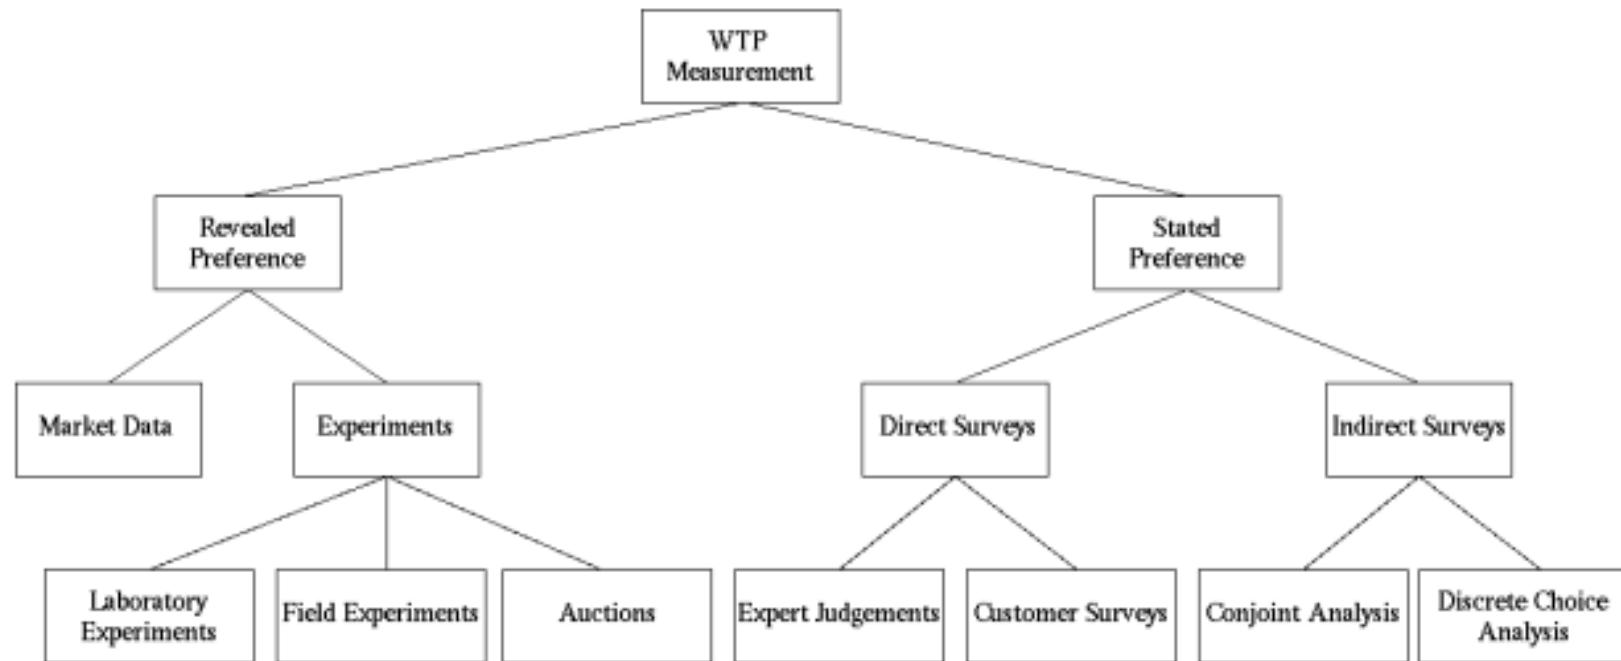 WTP
Measurement
Revealed
Preference
Stated
Preference
Market Data
Experiments
Direct Surveys
Indirect Surveys
Laboratory
Experiments
Field Experiments
Auctions
Expert Judgements
Customer Surveys
Conjoint Analysis
Discrete Choice
Analysis